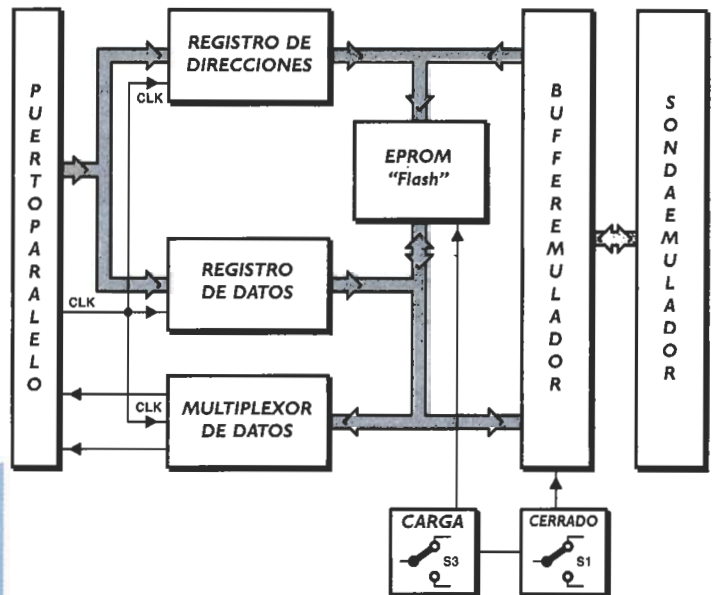 PUERTOPARALELO
REGISTRO DE
DIRECCIONES
CLK
EPROM
"Flash"
REGISTRO
DE DATOS
CLK
CLK
MULTIPLEXOR
DE DATOS
BUFFEREMULADOR
SONDAEMULADOR
CARGA
S3
CERRADO
S1